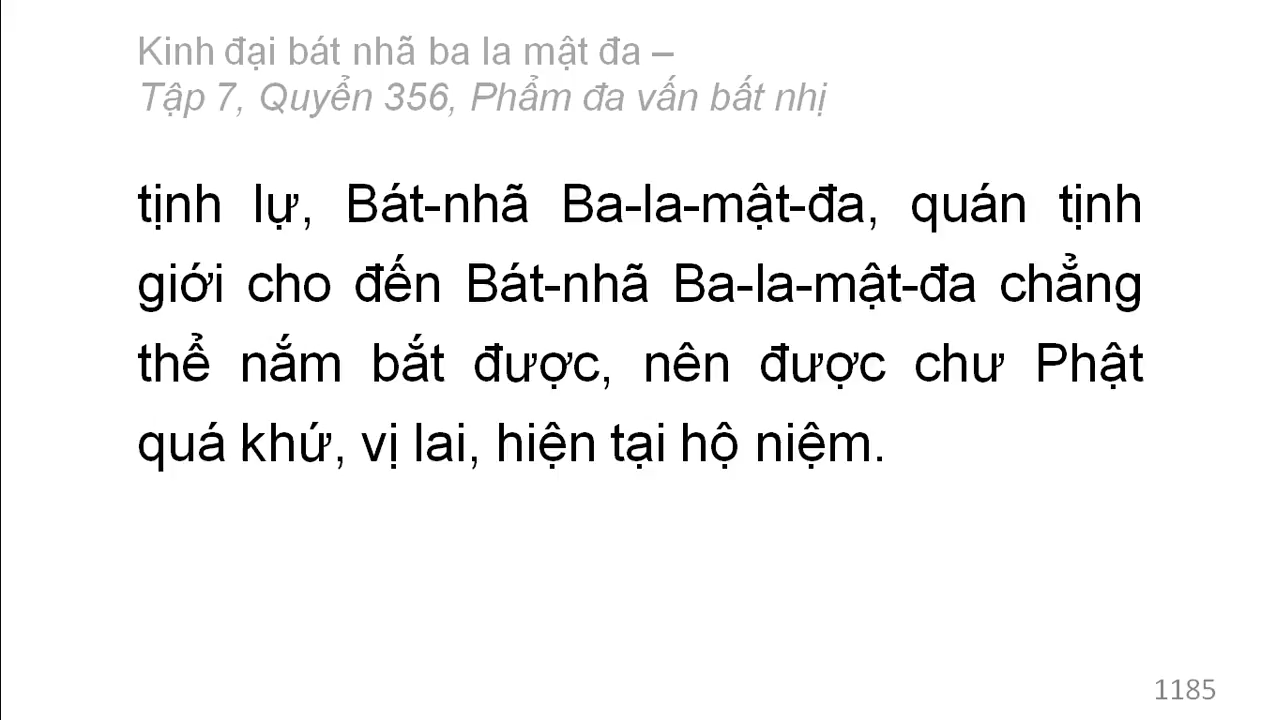 Kinh đại bát nhã ba la mật đa –
Tập 7, Quyển 356, Phẩm đa vấn bất nhị
tịnh lự, Bát-nhã Ba-la-mật-đa, quán tịnh
giới cho đến Bát-nhã Ba-la-mật-đa chẳng
thể nắm bắt được, nên được chư Phật
quá khứ, vị lai, hiện tại hộ niệm.
1185